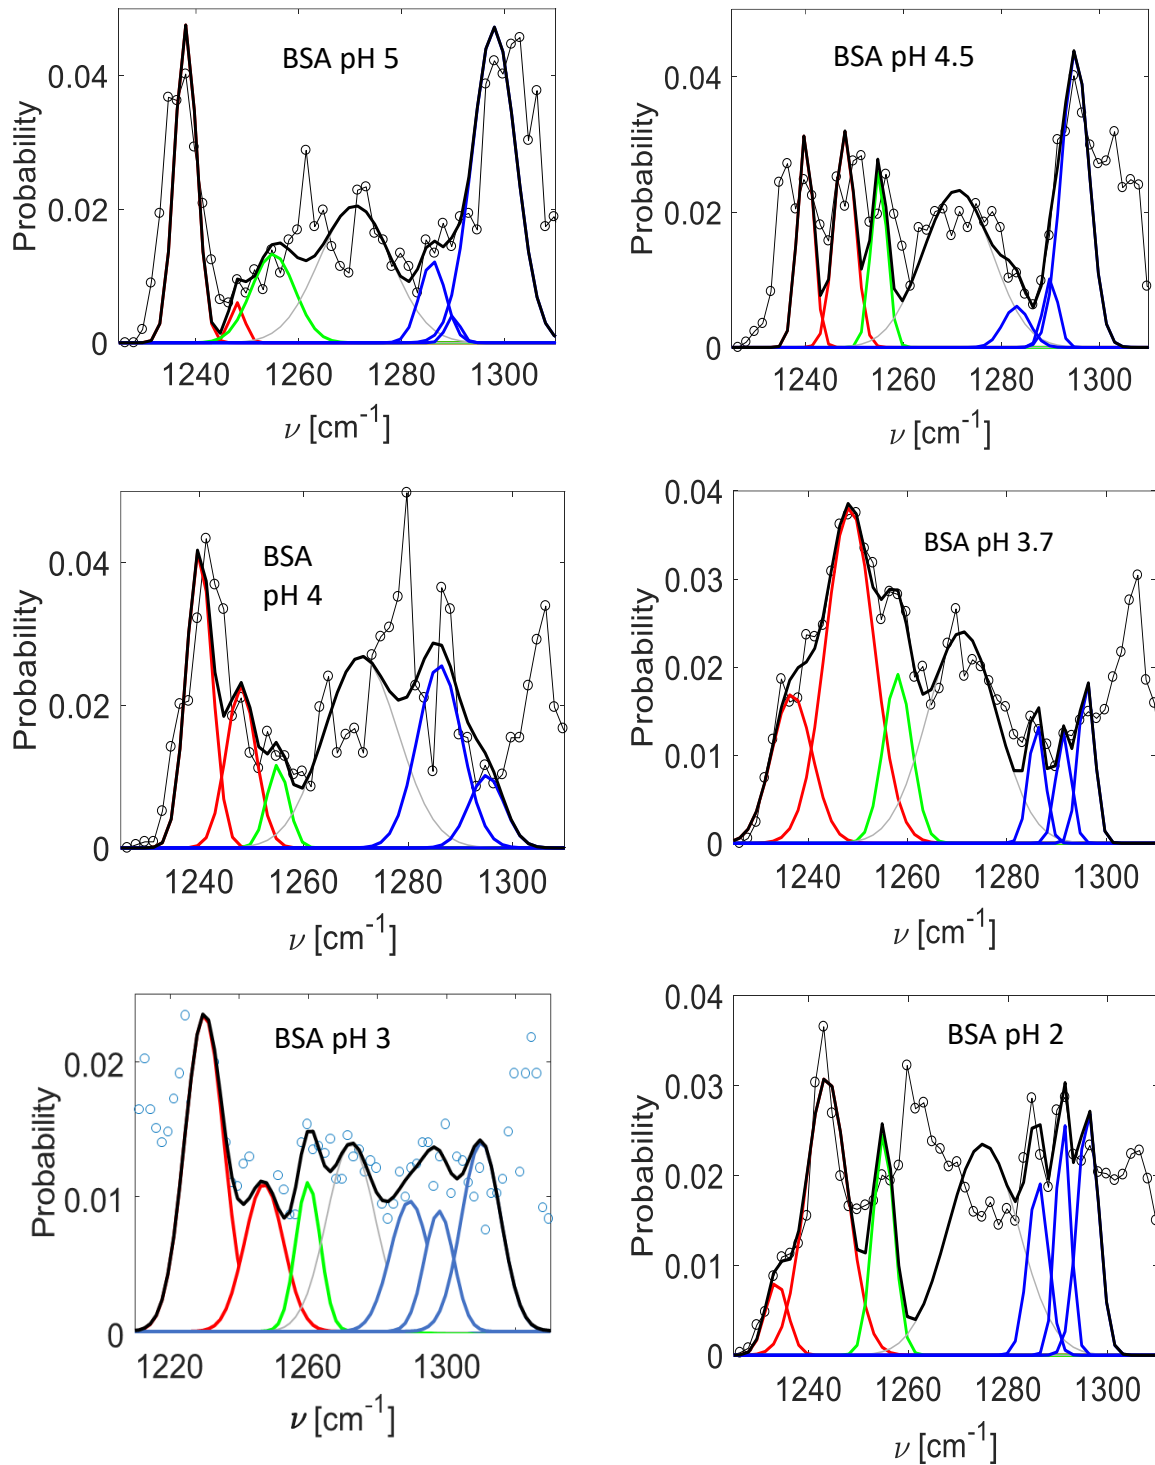 BSA pH 5
Probability
0.04
0.02
0
1240 1260 1280 1300
ν [cm-1]
BSA pH 4.5
Probability
0.04
0.02
0
1240 1260 1280 1300
ν [cm-1]
BSA
pH 4
Probability
0.04
0.02
0
1240 1260 1280 1300
ν [cm-1]
BSA pH 3.7
Probability
0.04
0.03
0.02
0.01
0
1240 1260 1280 1300
ν [cm-1]
BSA pH 3
Probability
0.02
0.01
0
1220 1260 1300
ν [cm-1]
BSA pH 2
Probability
0.04
0.03
0.02
0.01
0
1240 1260 1280 1300
ν [cm-1]